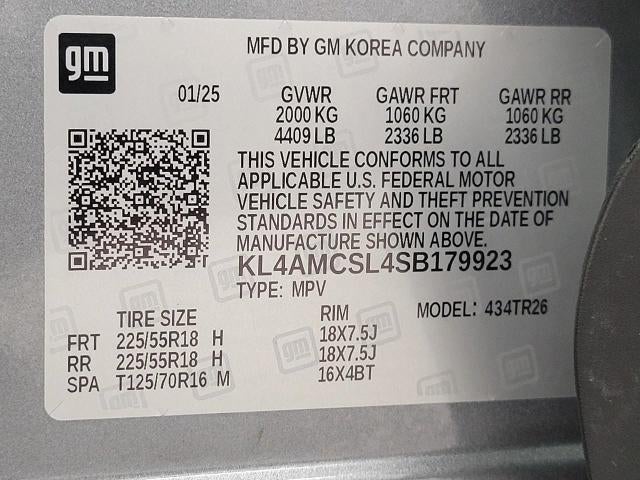 gm
MFD BY GM KOREA COMPANY
01/25 GVWR GAWR FRT GAWR RR
2000 KG 1060 KG 1060 KG
4409 LB 2336 LB 2336 LB
THIS VEHICLE CONFORMS TO ALL
APPLICABLE U.S. FEDERAL MOTOR
VEHICLE SAFETY AND THEFT PREVENTION
STANDARDS IN EFFECT ON THE DATE OF
MANUFACTURE SHOWN ABOVE.
KL4AMCSL4SB179923
TYPE: MPV
TIRE SIZE RIM MODEL: 434TR26
FRT 225/55R18 H 18X7.5J
RR 225/55R18 H 18X7.5J
SPA T125/70R16 M 16X4BT